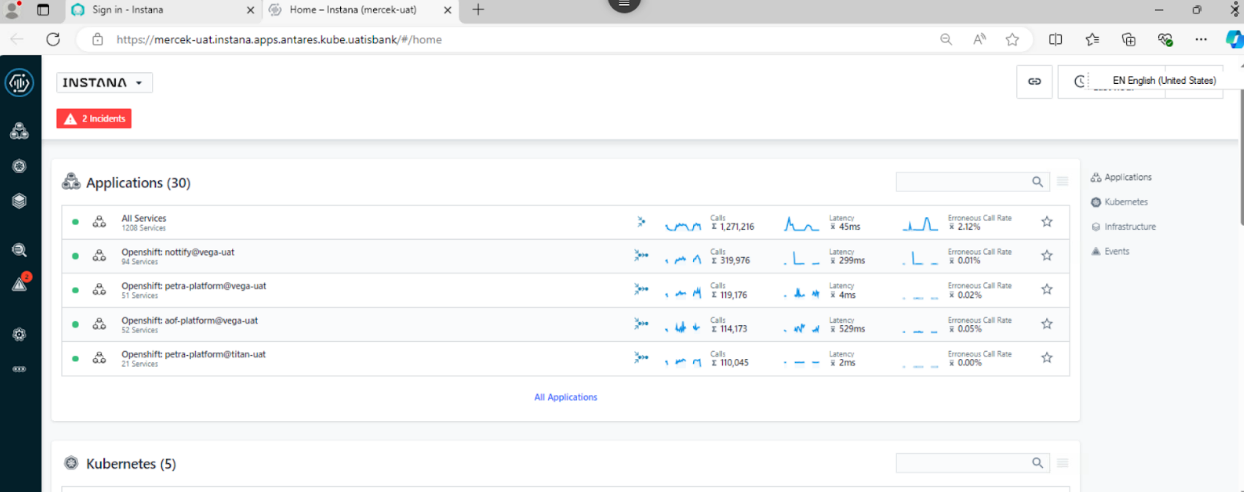 Sign in - Instana
Home – Instana (mercek-uat)
https://mercek-uat.instana.apps.antares.kube.uatisbank/#/home
INSTANA
EN English (United States)
2 Incidents
Applications (30)
All Services
1208 Services
Calls
Σ 1,271,216
Latency
x̄ 45ms
Erroneous Call Rate
x̄ 2.12%
Openshift: nottify@vega-uat
94 Services
Calls
Σ 319,976
Latency
x̄ 299ms
Erroneous Call Rate
x̄ 0.01%
Openshift: petra-platform@vega-uat
51 Services
Calls
Σ 119,176
Latency
x̄ 4ms
Erroneous Call Rate
x̄ 0.02%
Openshift: aof-platform@vega-uat
52 Services
Calls
Σ 114,173
Latency
x̄ 529ms
Erroneous Call Rate
x̄ 0.05%
Openshift: petra-platform@titan-uat
21 Services
Calls
Σ 110,045
Latency
x̄ 2ms
Erroneous Call Rate
x̄ 0.00%
All Applications
Kubernetes (5)
Applications
Kubernetes
Infrastructure
Events
2